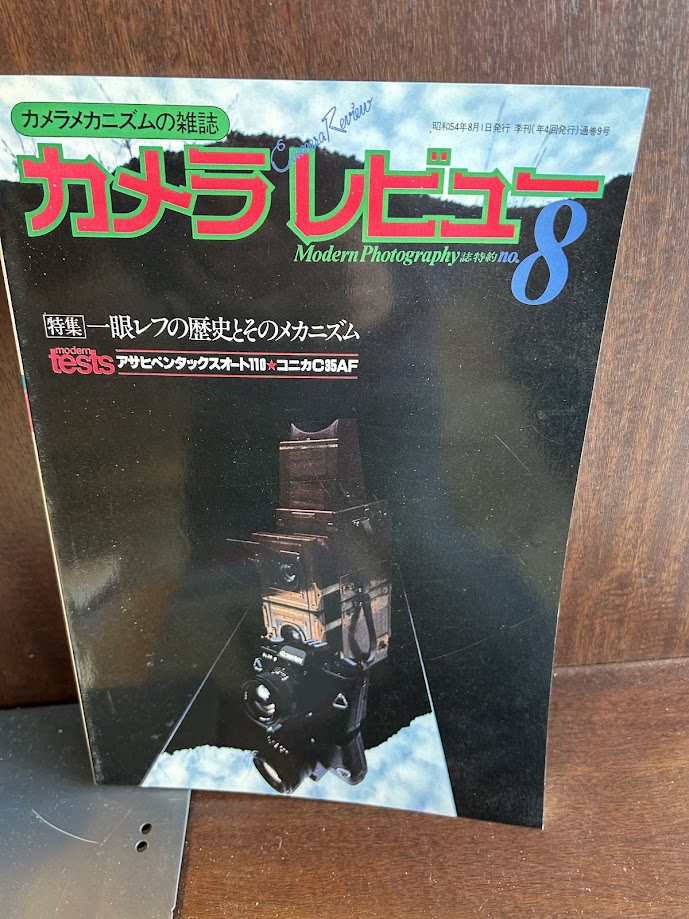 カメラメカニズムの雑誌
Camera Review
昭和54年8月1日発行 季刊(年4回発行)通巻9号
カメラレビュー
Modern Photography誌特約 no.8
特集 一眼レフの歴史とそのメカニズム
modern
tests アサヒペンタックスオート110★コニカC35AF